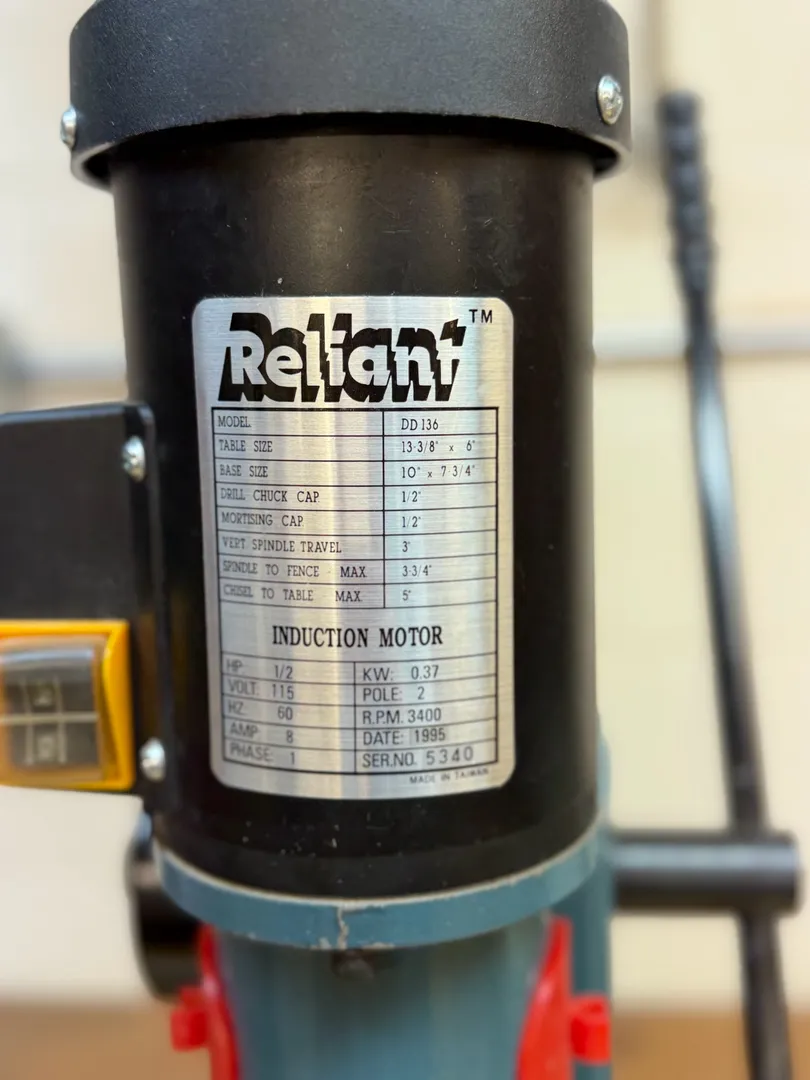 Reliant TM
MODEL DD 136
TABLE SIZE 13-3/8" x 6"
BASE SIZE 10" x 7-3/4"
DRILL CHUCK CAP. 1/2"
MORTISING CAP. 1/2"
VERT. SPINDLE TRAVEL 3"
SPINDLE TO FENCE - MAX. 3-3/4"
CHISEL TO TABLE - MAX. 5"
INDUCTION MOTOR
HP. 1/2 KW: 0.37
VOLT: 115 POLE: 2
HZ. 60 R.P.M. 3400
AMP. 8 DATE: 1995
PHASE: 1 SER.NO. 5340
MADE IN TAIWAN